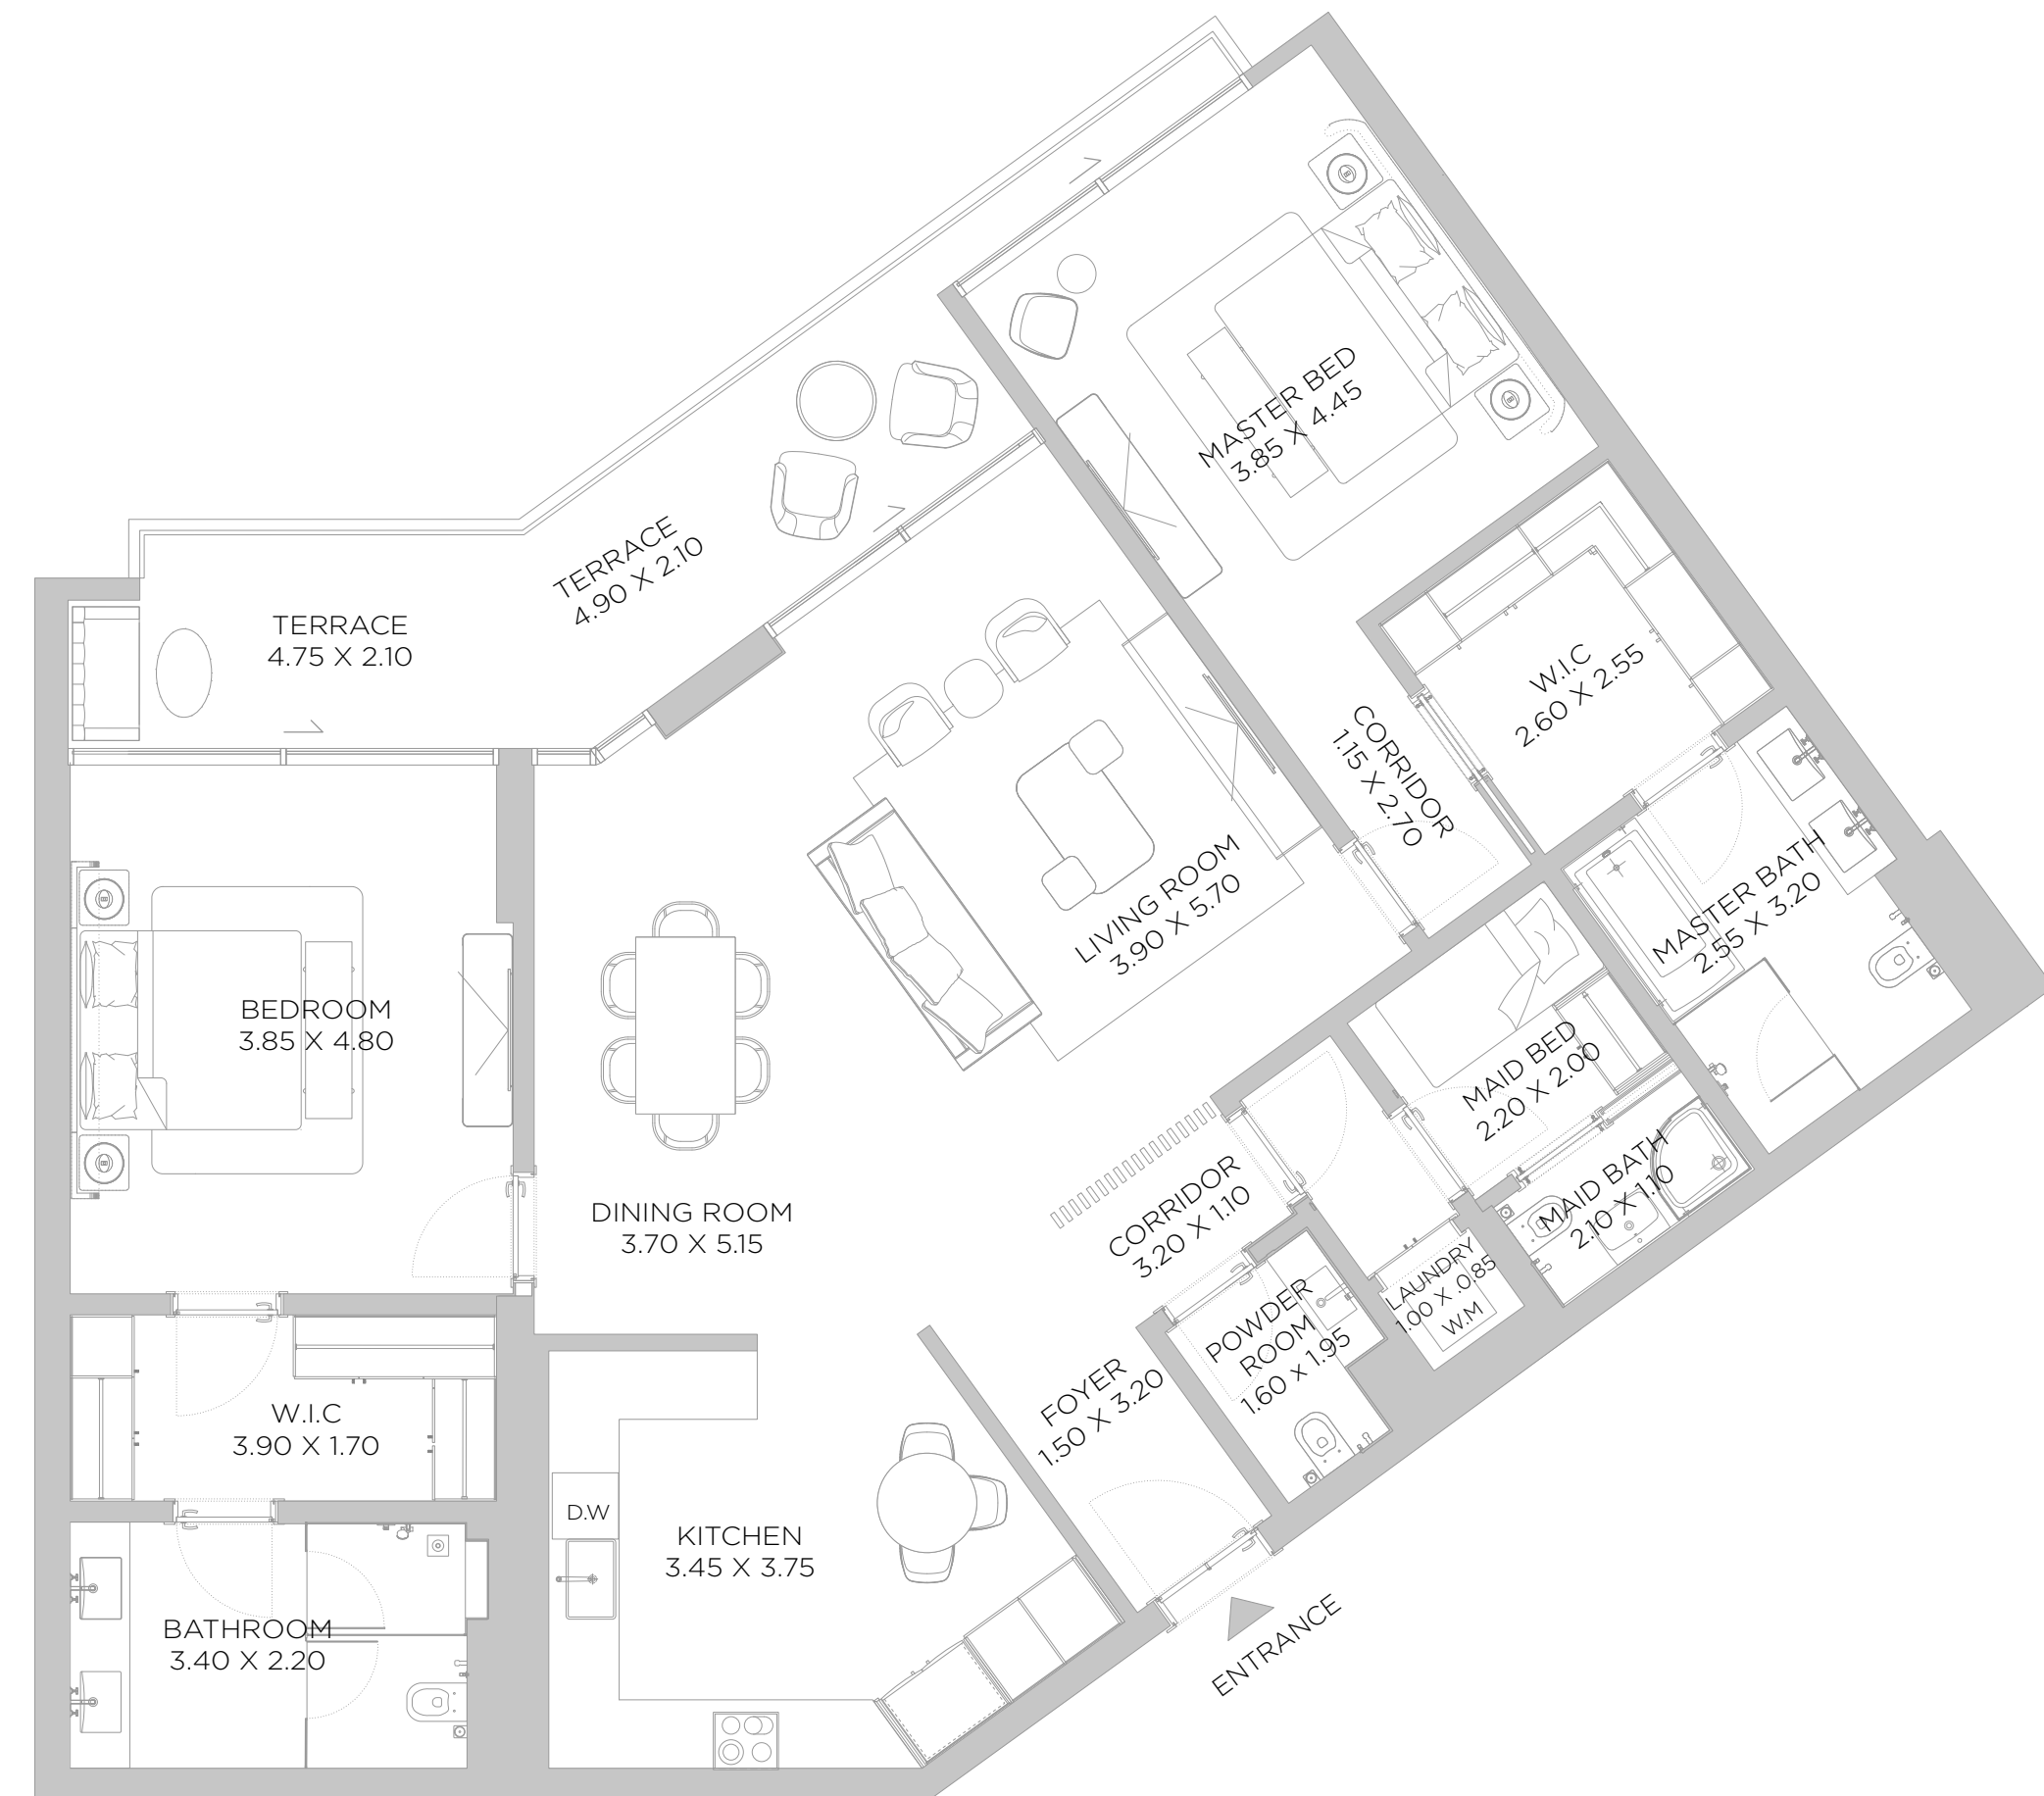 MASTER BED
3.85 X 4.45
TERRACE
4.90 X 2.10
TERRACE
4.75 X 2.10
W.I.C
2.60 X 2.55
CORRIDOR
1.15 X 2.70
MASTER BATH
2.55 X 3.20
LIVING ROOM
3.90 X 5.70
BEDROOM
3.85 X 4.80
MAID BED
2.20 X 2.00
MAID BATH
2.10 X 1.10
DINING ROOM
3.70 X 5.15
CORRIDOR
3.20 X 1.10
LAUNDRY
1.00 X .0.85
W.M
POWDER
ROOM
1.60 X 1.95
FOYER
1.50 X 3.20
W.I.C
3.90 X 1.70
D.W
KITCHEN
3.45 X 3.75
BATHROOM
3.40 X 2.20
ENTRANCE